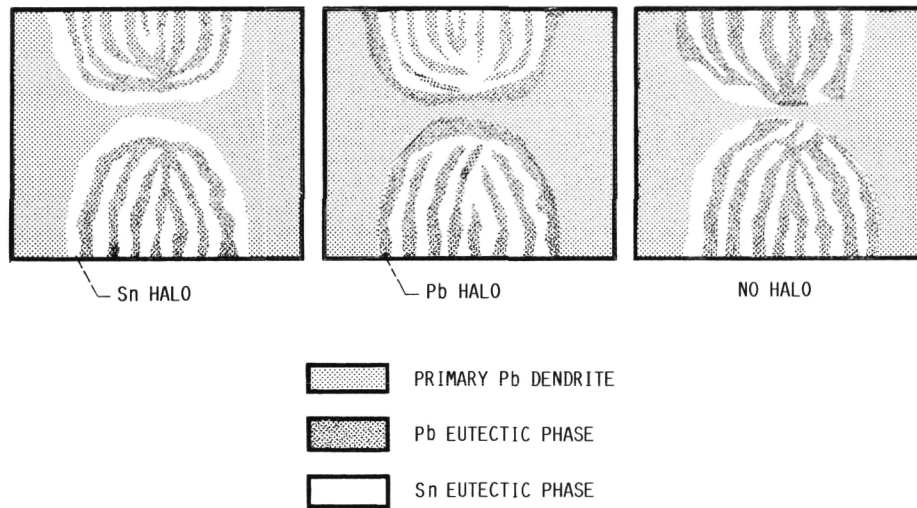 Sn HALO
Pb HALO
NO HALO
PRIMARY Pb DENDRITE
Pb EUTECTIC PHASE
Sn EUTECTIC PHASE